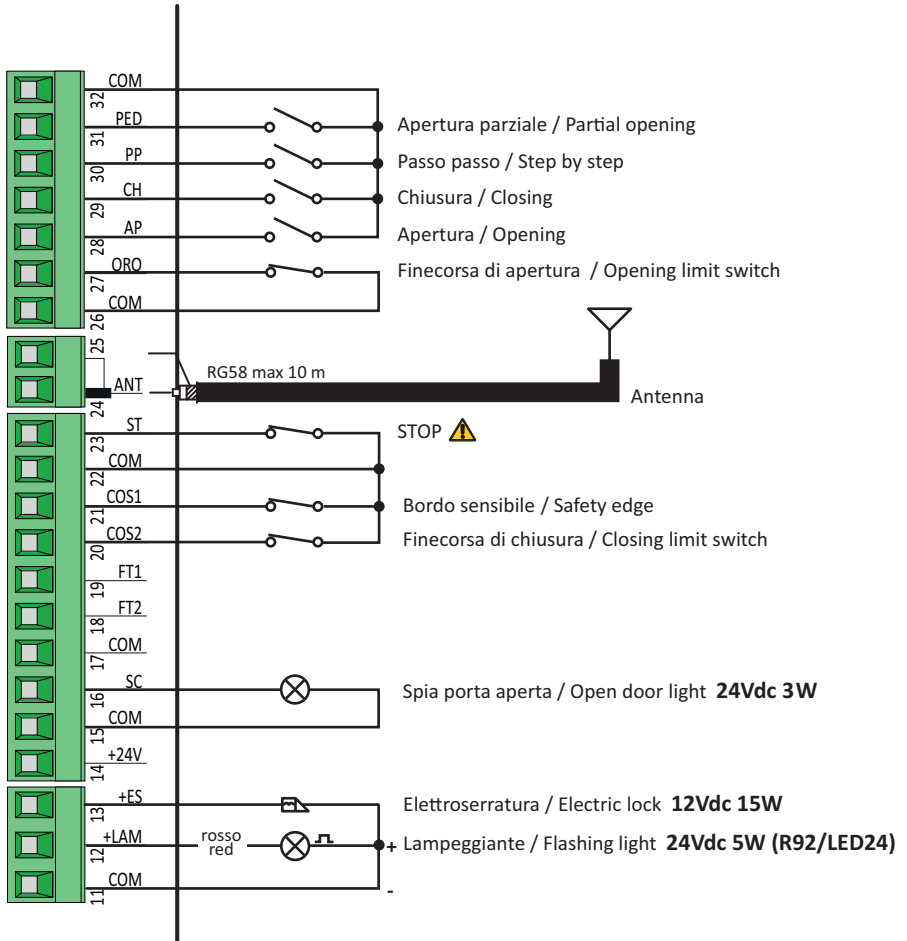 COM
32
PED
31
Apertura parziale / Partial opening
PP
30
Passo passo / Step by step
CH
29
Chiusura / Closing
AP
28
Apertura / Opening
ORO
27
Finecorsa di apertura / Opening limit switch
COM
26
25
RG58 max 10 m
ANT
24
Antenna
ST
23
STOP
COM
22
COS1
21
Bordo sensibile / Safety edge
COS2
20
Finecorsa di chiusura / Closing limit switch
FT1
19
FT2
18
COM
17
SC
16
Spia porta aperta / Open door light 24Vdc 3W
COM
15
+24V
14
+ES
13
Elettroserratura / Electric lock 12Vdc 15W
+LAM
12
rosso
red
+ Lampeggiante / Flashing light 24Vdc 5W (R92/LED24)
COM
11
-